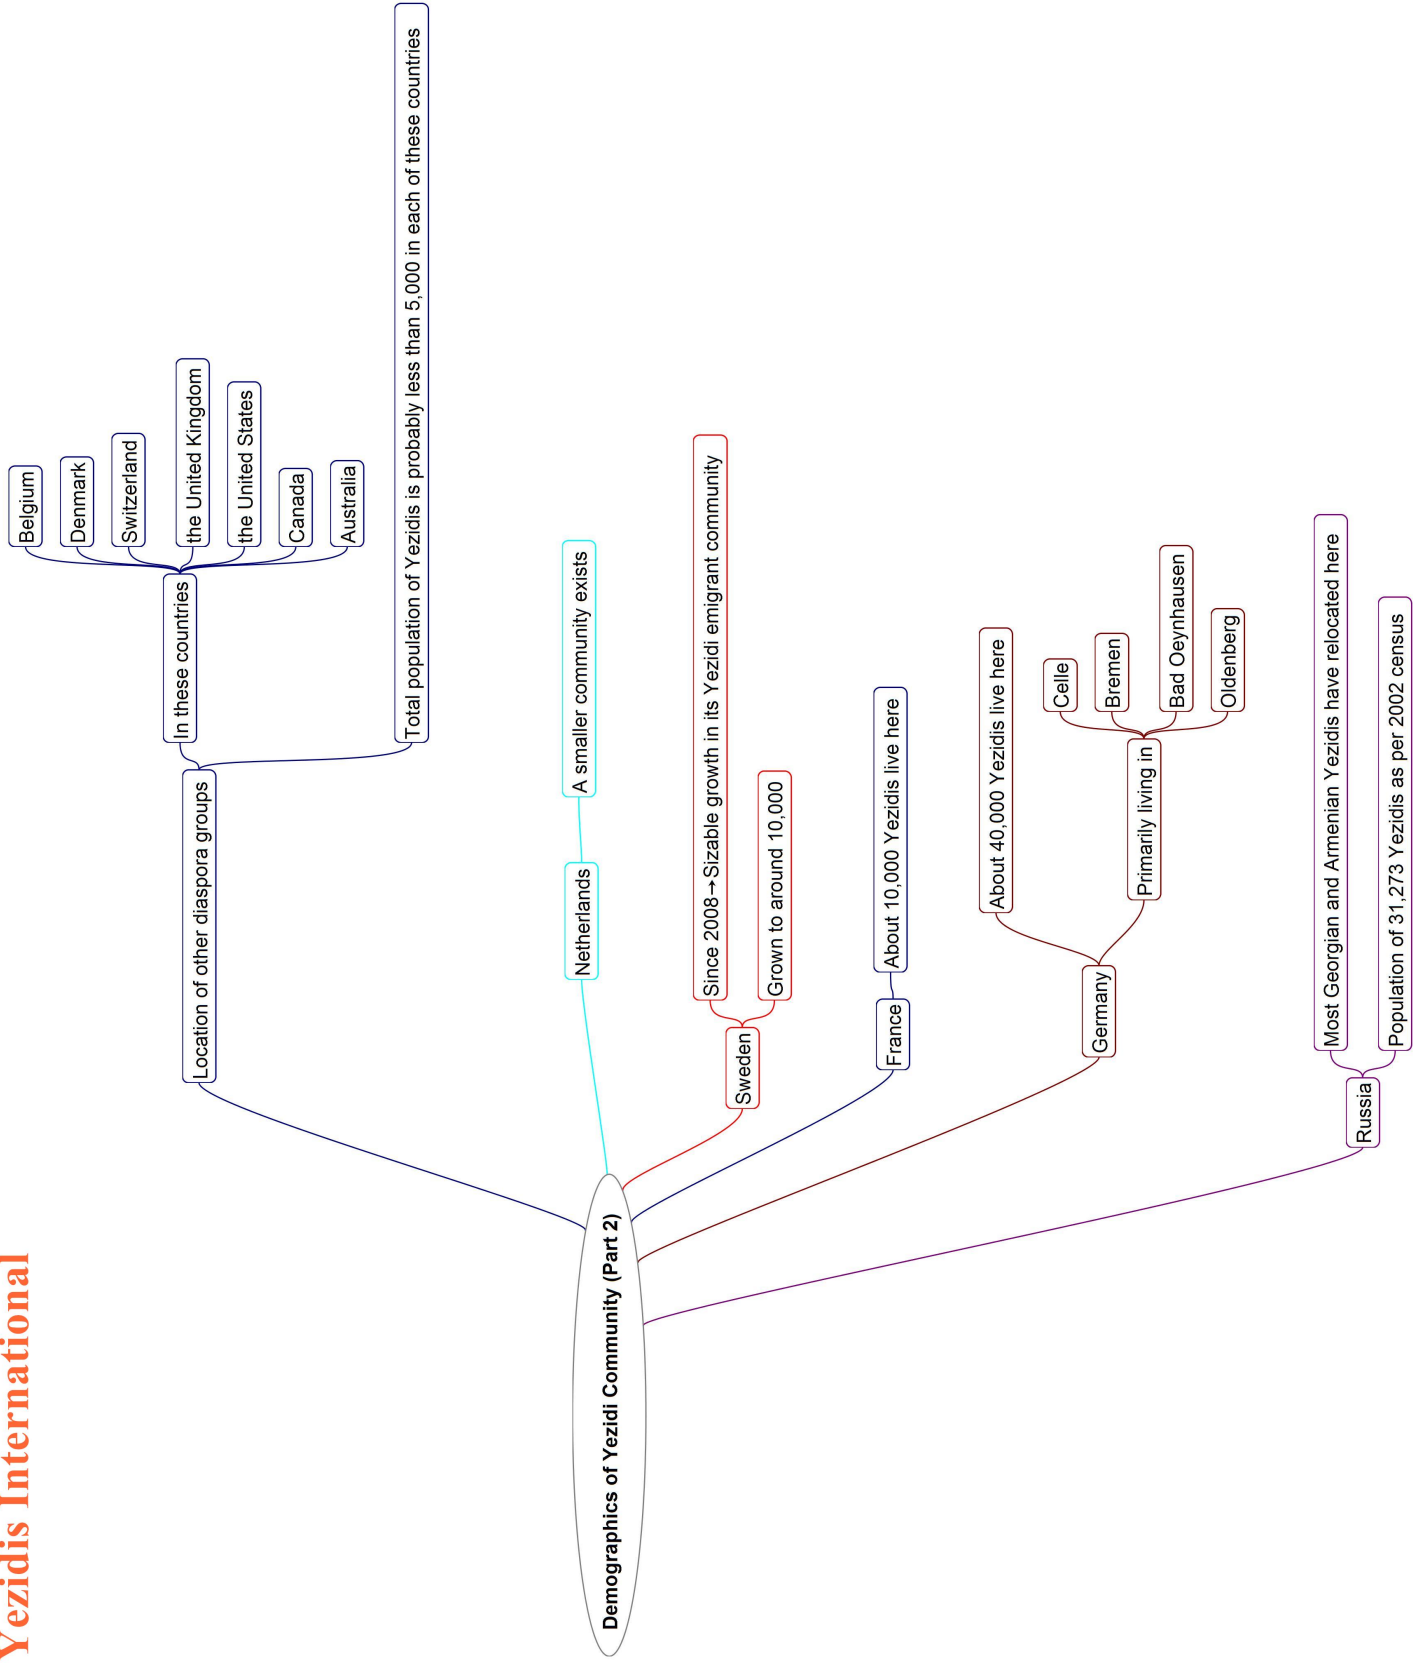 Yezidis International
Demographics of Yezidi Community (Part 2)
Location of other diaspora groups
In these countries
Belgium
Denmark
Switzerland
the United Kingdom
the United States
Canada
Australia
Total population of Yezidis is probably less than 5,000 in each of these countries
Netherlands
A smaller community exists
Sweden
Since 2008→Sizable growth in its Yezidi emigrant community
Grown to around 10,000
France
About 10,000 Yezidis live here
Germany
About 40,000 Yezidis live here
Primarily living in
Celle
Bremen
Bad Oeynhausen
Oldenberg
Russia
Most Georgian and Armenian Yezidis have relocated here
Population of 31,273 Yezidis as per 2002 census